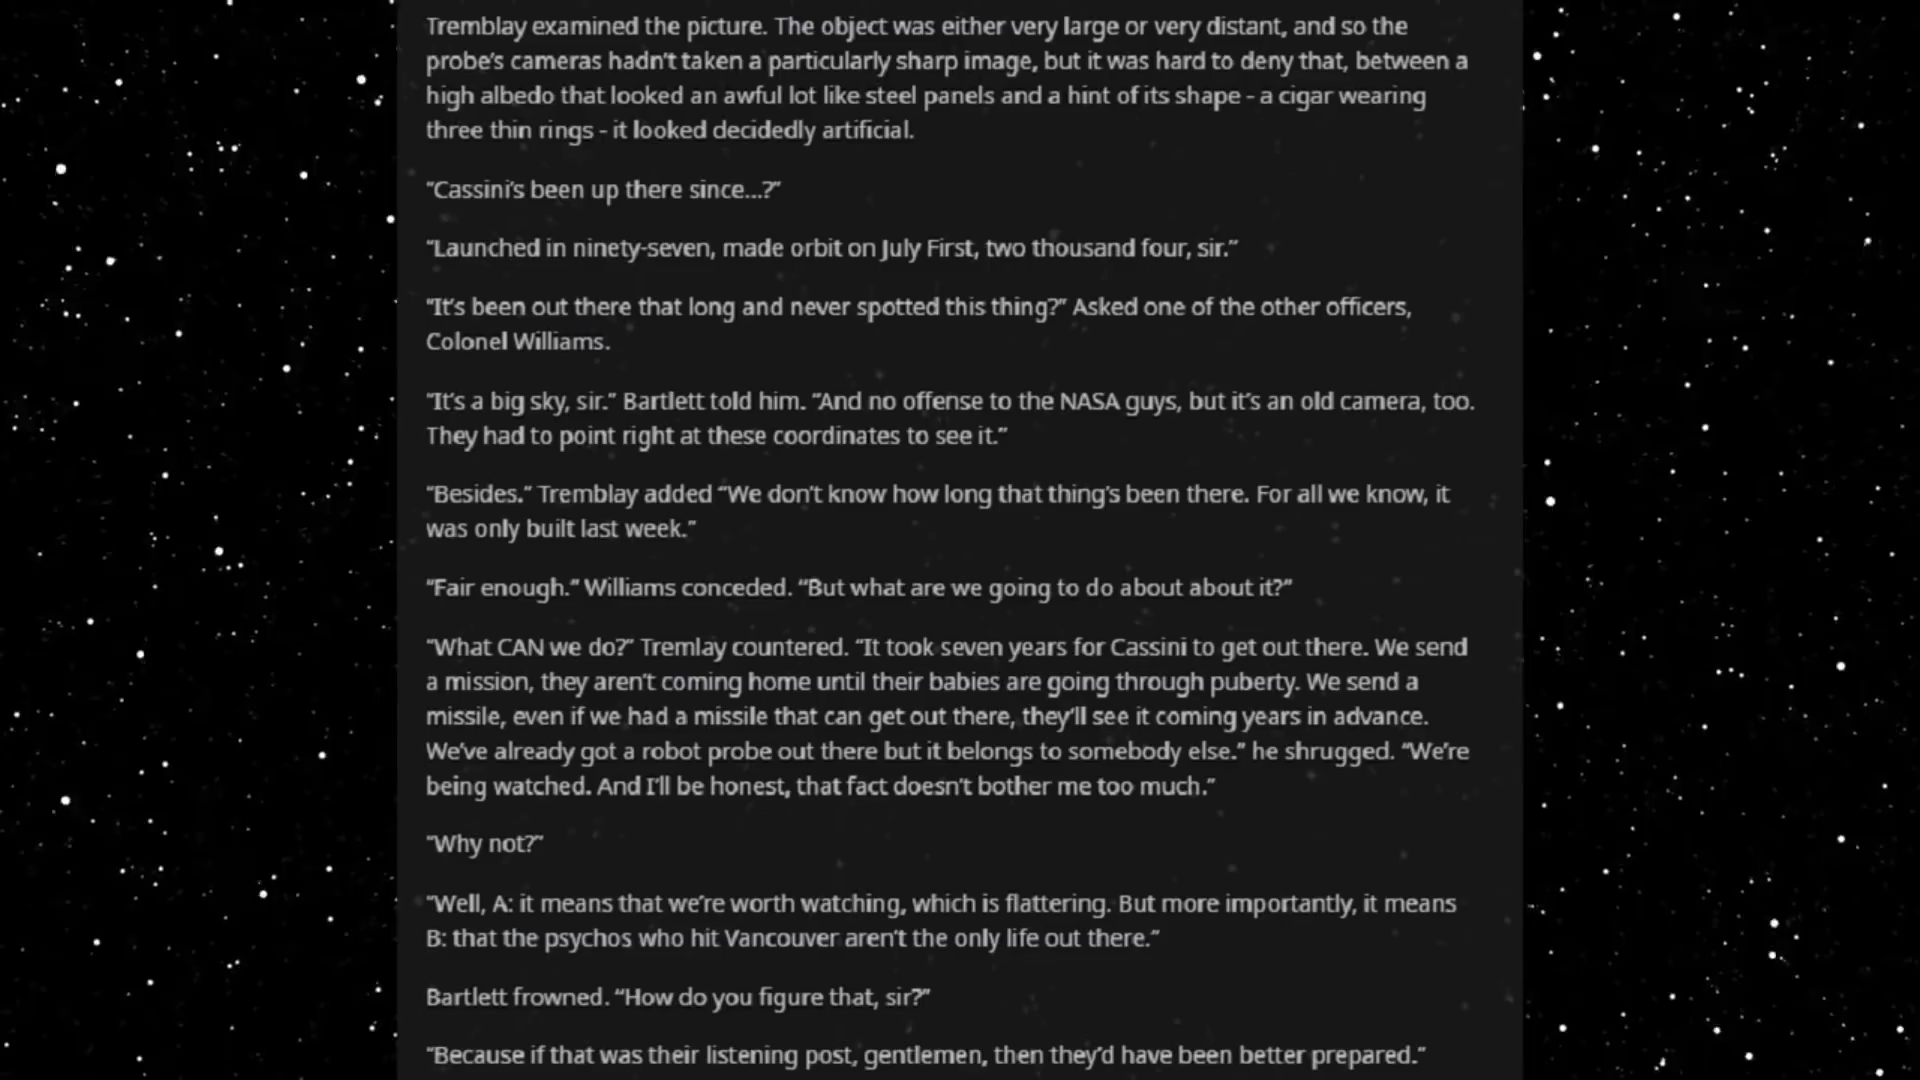 Tremblay examined the picture. The object was either very large or very distant, and so the
probe's cameras hadn't taken a particularly sharp image, but it was hard to deny that, between a
high albedo that looked an awful lot like steel panels and a hint of its shape - a cigar wearing
three thin rings - it looked decidedly artificial.
“Cassini’s been up there since...?”
“Launched in ninety-seven, made orbit on July First, two thousand four, sir.”
“It’s been out there that long and never spotted this thing?” Asked one of the other officers,
Colonel Williams.
“It’s a big sky, sir.” Bartlett told him. “And no offense to the NASA guys, but it’s an old camera, too.
They had to point right at these coordinates to see it.”
“Besides.” Tremblay added “We don’t know how long that thing’s been there. For all we know, it
was only built last week.”
“Fair enough.” Williams conceded. “But what are we going to do about about it?”
“What CAN we do?” Tremlay countered. “It took seven years for Cassini to get out there. We send
a mission, they aren’t coming home until their babies are going through puberty. We send a
missile, even if we had a missile that can get out there, they’ll see it coming years in advance.
We’ve already got a robot probe out there but it belongs to somebody else.” he shrugged. “We’re
being watched. And I’ll be honest, that fact doesn’t bother me too much.”
“Why not?”
“Well, A: it means that we’re worth watching, which is flattering. But more importantly, it means
B: that the psychos who hit Vancouver aren’t the only life out there.”
Bartlett frowned. “How do you figure that, sir?”
“Because if that was their listening post, gentlemen, then they’d have been better prepared.”